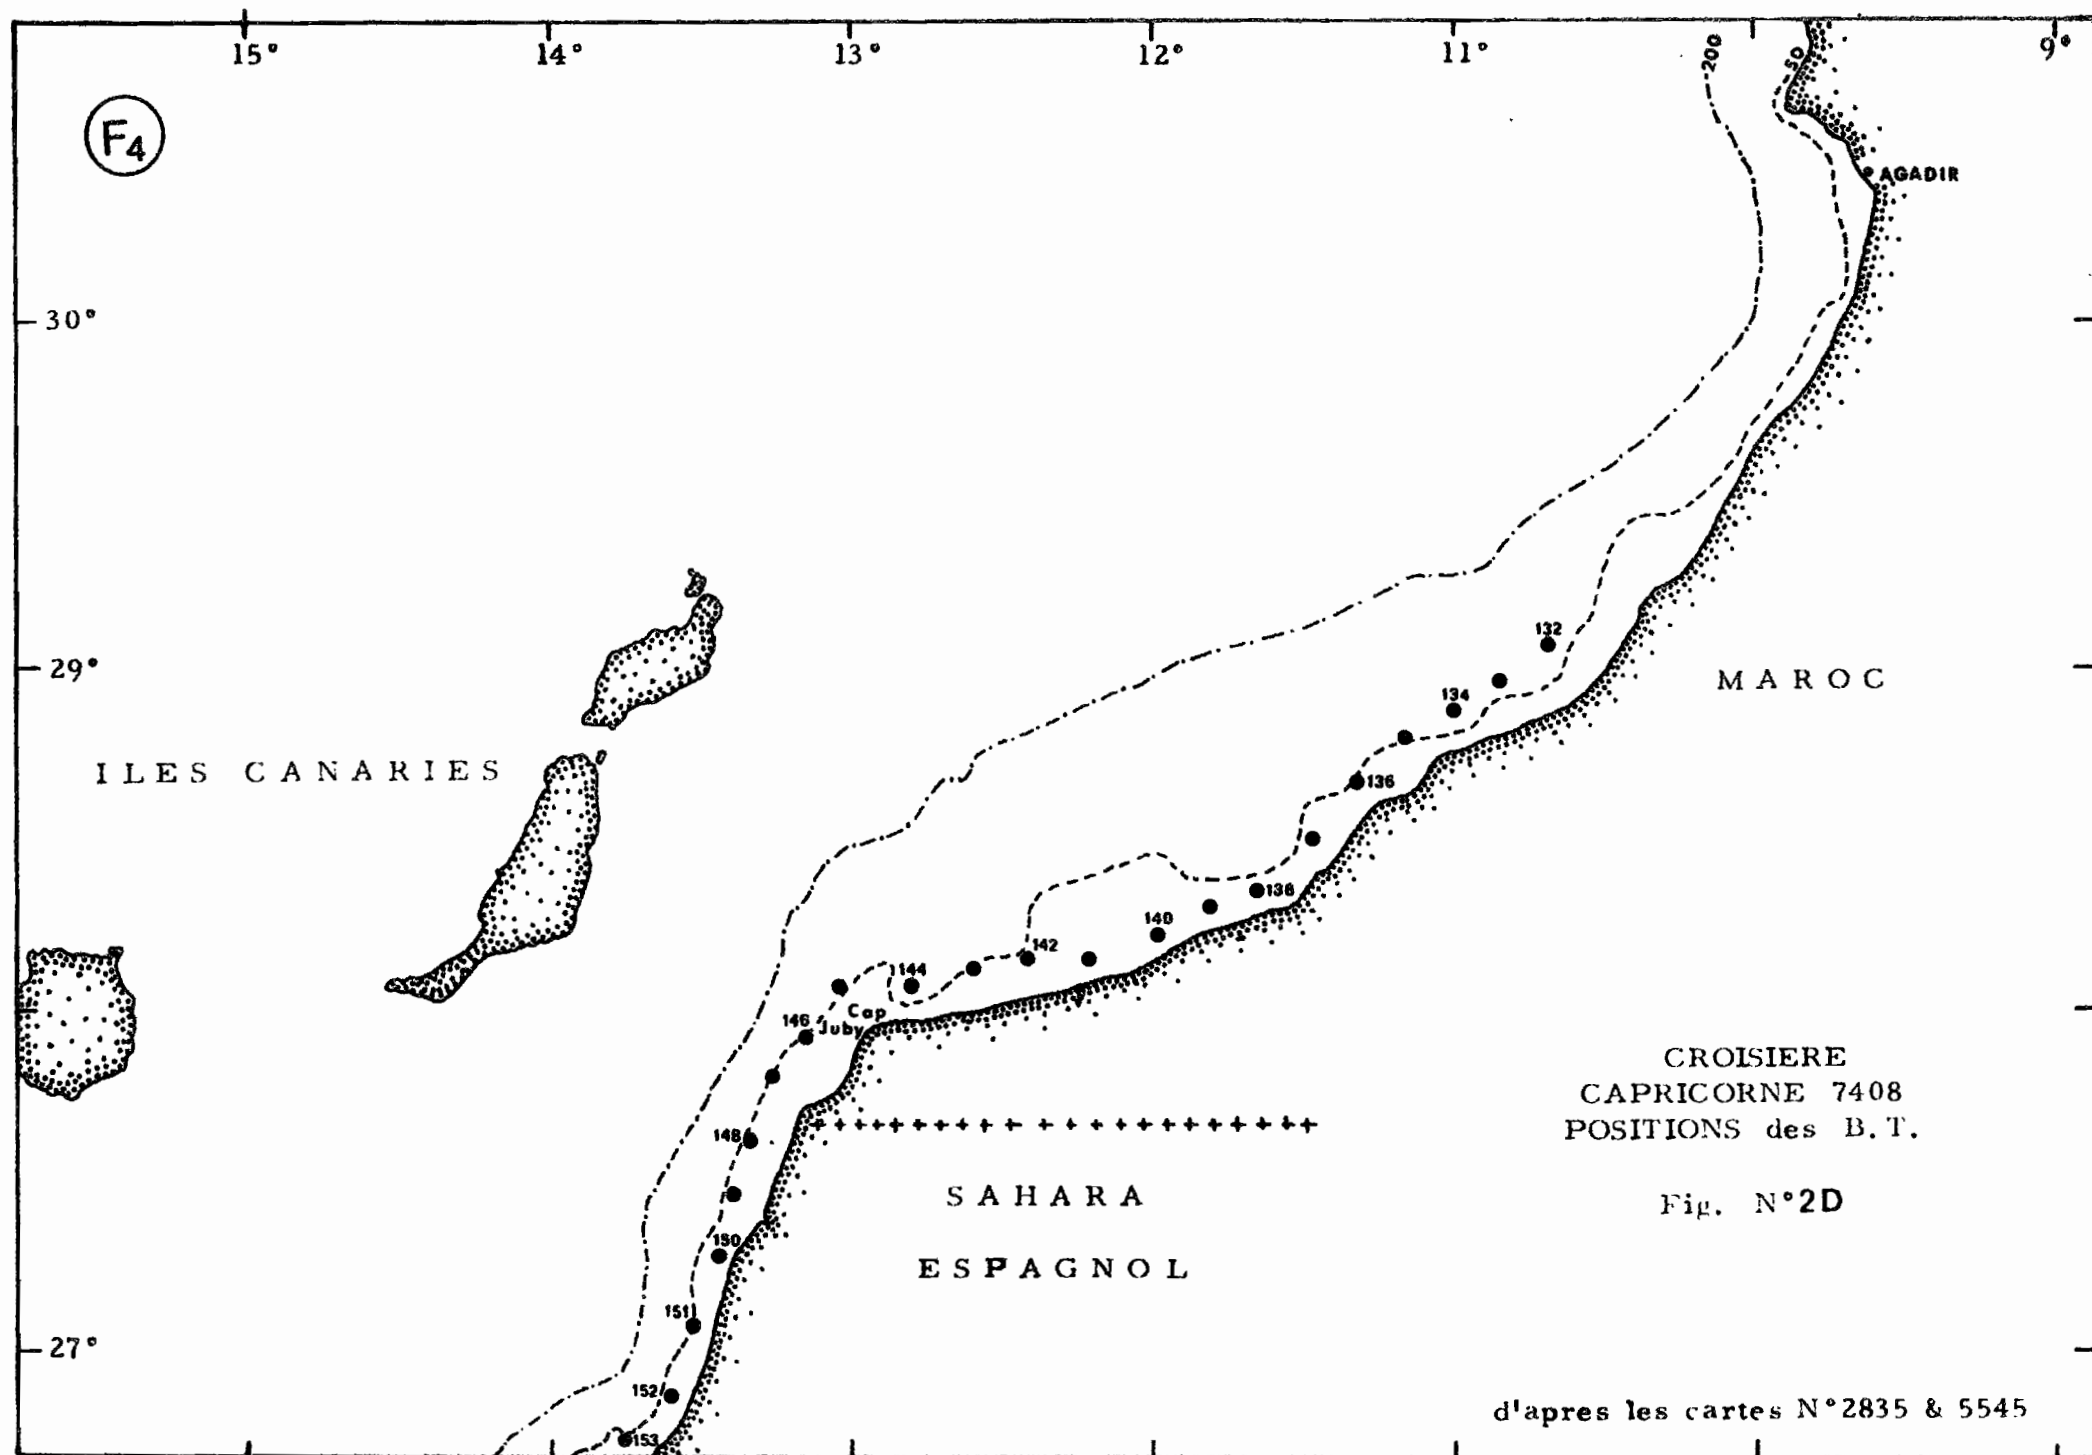 15° 14° 13° 12° 11° 9°
F4
200
50
AGADIR
30°
29°
132
MAROC
134
ILES CANARIES
136
138
140
142
144
Cap
Juby
146
CROISIERE
CAPRICORNE 7408
POSITIONS des B.T.
148
SAHARA
Fig. N°2D
150
ESPAGNOL
151
27°
152
d'apres les cartes N°2835 & 5545
153